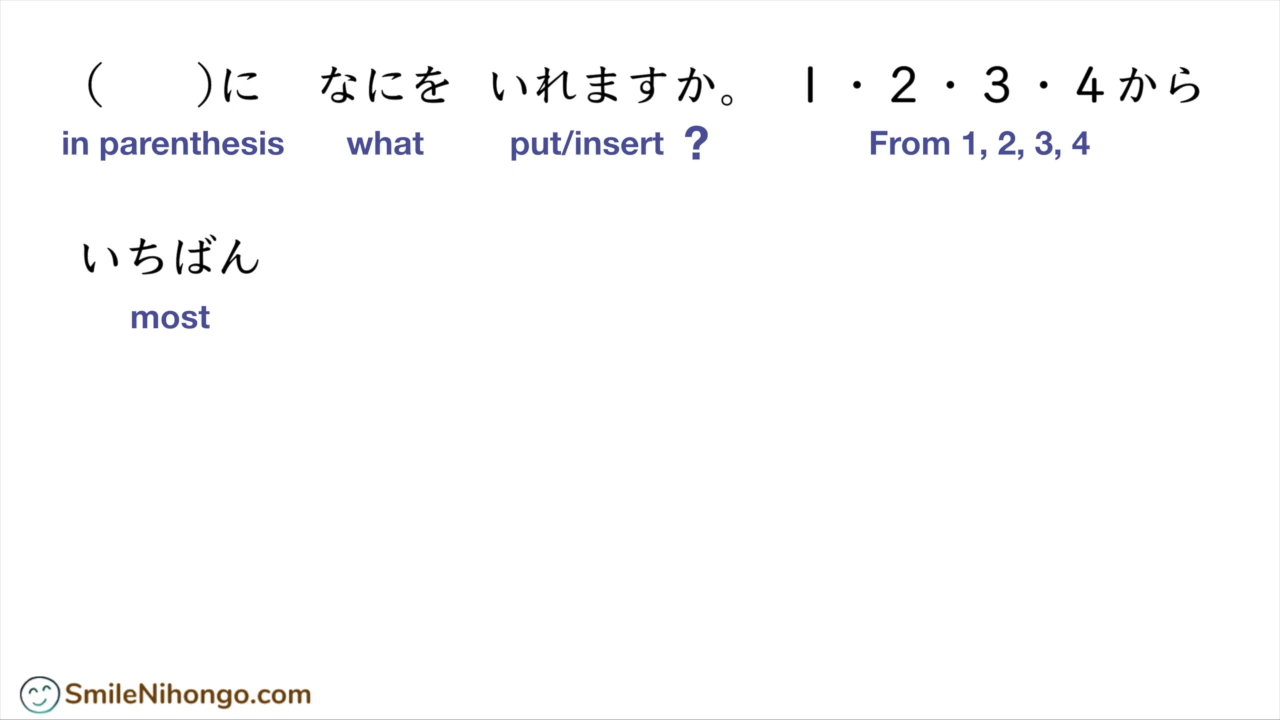 (　　)に なにを いれますか。 1・2・3・4から
in parenthesis what put/insert ? From 1, 2, 3, 4
いちばん
most
SmileNihongo.com